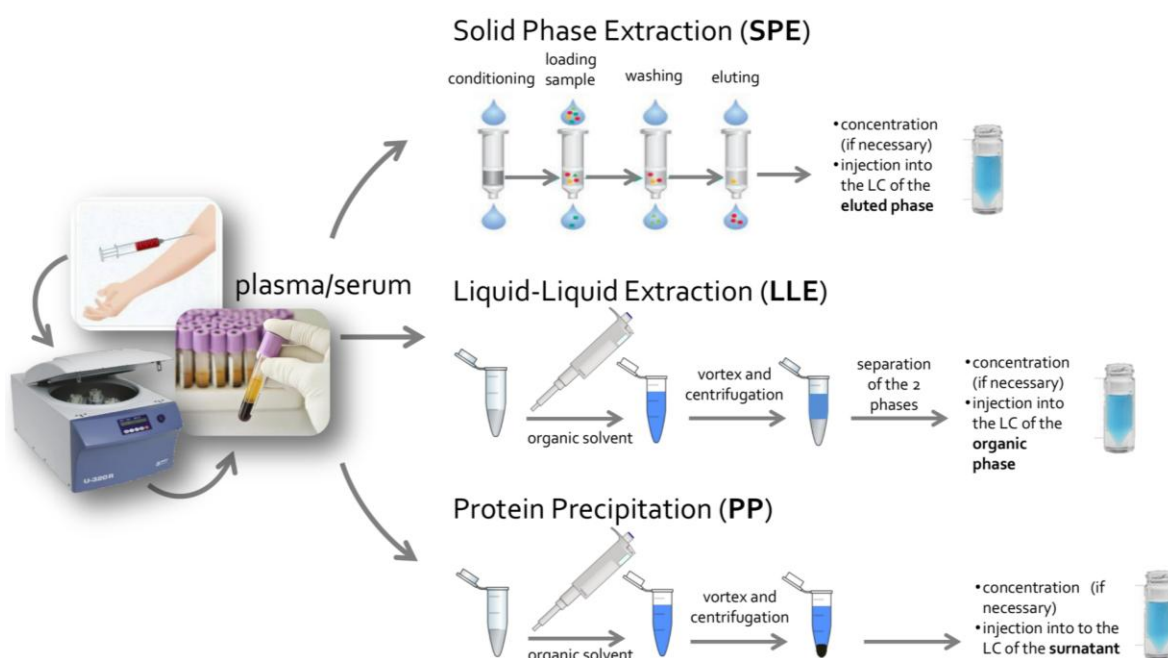 Solid Phase Extraction (SPE)
conditioning
loading
sample
washing
eluting
•concentration
(if necessary)
•injection into
the LC of the
eluted phase
plasma/serum
Liquid-Liquid Extraction (LLE)
organic solvent
vortex and
centrifugation
separation
of the 2
phases
•concentration
(if necessary)
•injection into
the LC of the
organic
phase
U-320R
Protein Precipitation (PP)
organic solvent
vortex and
centrifugation
•concentration (if
necessary)
•injection into to the
LC of the surnatant